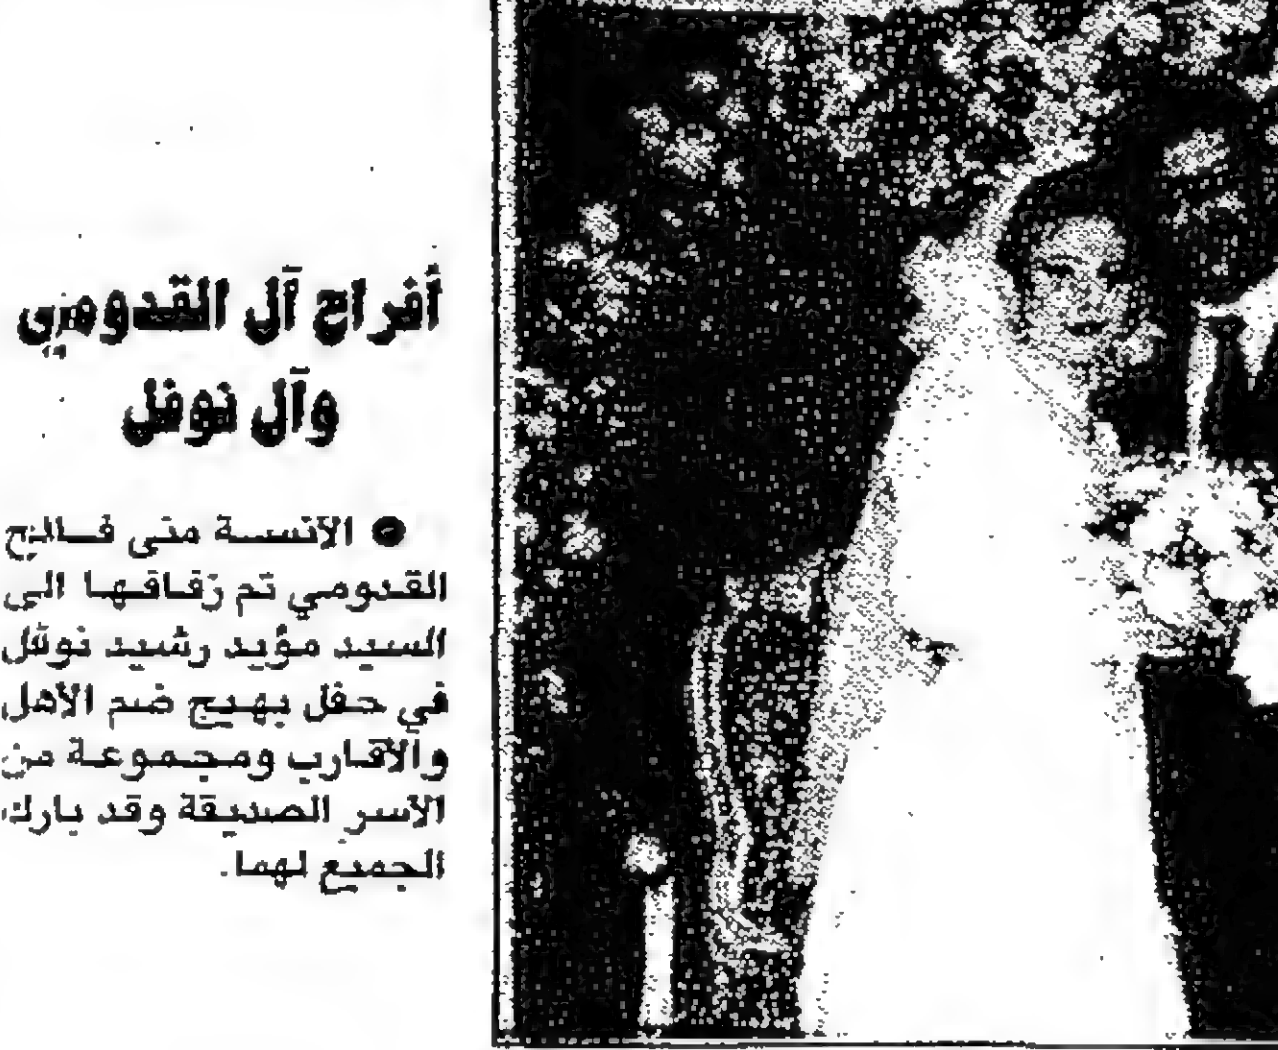 أفراح آل القدومي
وآل نوفل
● الآنسة منى فالح
القدومي تم زفافها الى
السيد مؤيد رشيد نوفل
في حفل بهيج ضم الأهل
والأقارب ومجموعة من
الأسر الصديقة وقد بارك
الجميع لهما.